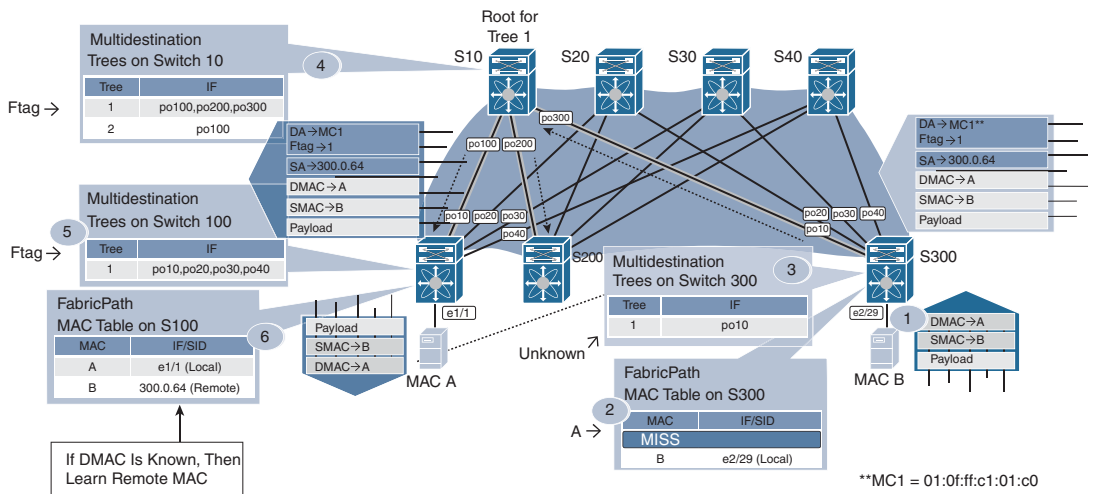 Root for
Tree 1
S10
S20
S30
S40
Multidestination
Trees on Switch 10
4
Tree IF
1 po100,po200,po300
2 po100
Ftag →
po300
po100 po200
DA→MC1
Ftag→1
SA→300.0.64
DMAC→A
SMAC→B
Payload
DA→MC1**
Ftag→1
SA→300.0.64
DMAC→A
SMAC→B
Payload
Multidestination
Trees on Switch 100
5
Ftag →
Tree IF
1 po10,po20,po30,po40
po10 po20 po30
po40
po20 po30 po40
po10
S200
S300
Multidestination
Trees on Switch 300
3
Tree IF
1 po10
Unknown
FabricPath
MAC Table on S100
6
MAC IF/SID
A e1/1 (Local)
B 300.0.64 (Remote)
If DMAC Is Known, Then
Learn Remote MAC
Payload
SMAC→B
DMAC→A
e1/1
MAC A
e2/29
MAC B
1
DMAC→A
SMAC→B
Payload
FabricPath
MAC Table on S300
2
A →
MAC IF/SID
MISS
B e2/29 (Local)
**MC1 = 01:0f:ff:c1:01:c0